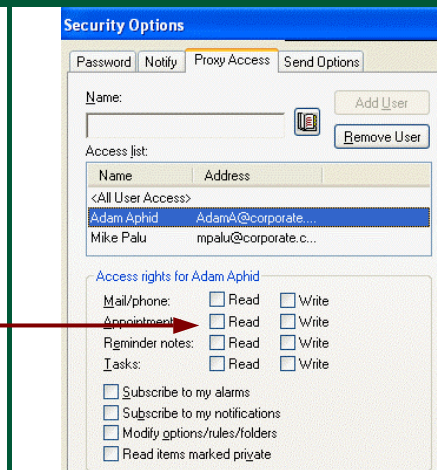 Security Options
Password Notify Proxy Access Send Options
Name:
Add User
Remove User
Access list:
Name Address
<All User Access>
Adam Aphid AdamA@corporate....
Mike Palu mpalu@corporate.c...
Access rights for Adam Aphid
Mail/phone: Read Write
Appointment Read Write
Reminder notes: Read Write
Tasks: Read Write
Subscribe to my alarms
Subscribe to my notifications
Modify options/rules/folders
Read items marked private